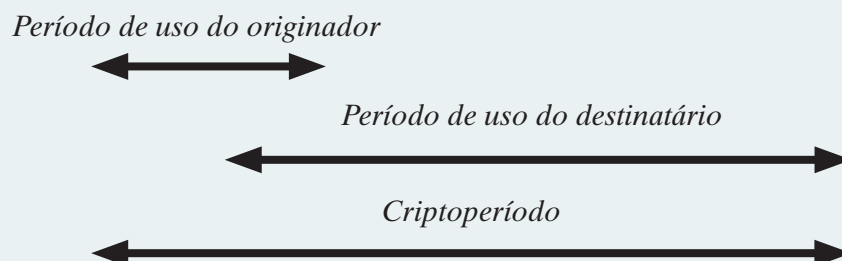 Período de uso do originador
Período de uso do destinatário
Criptoperíodo